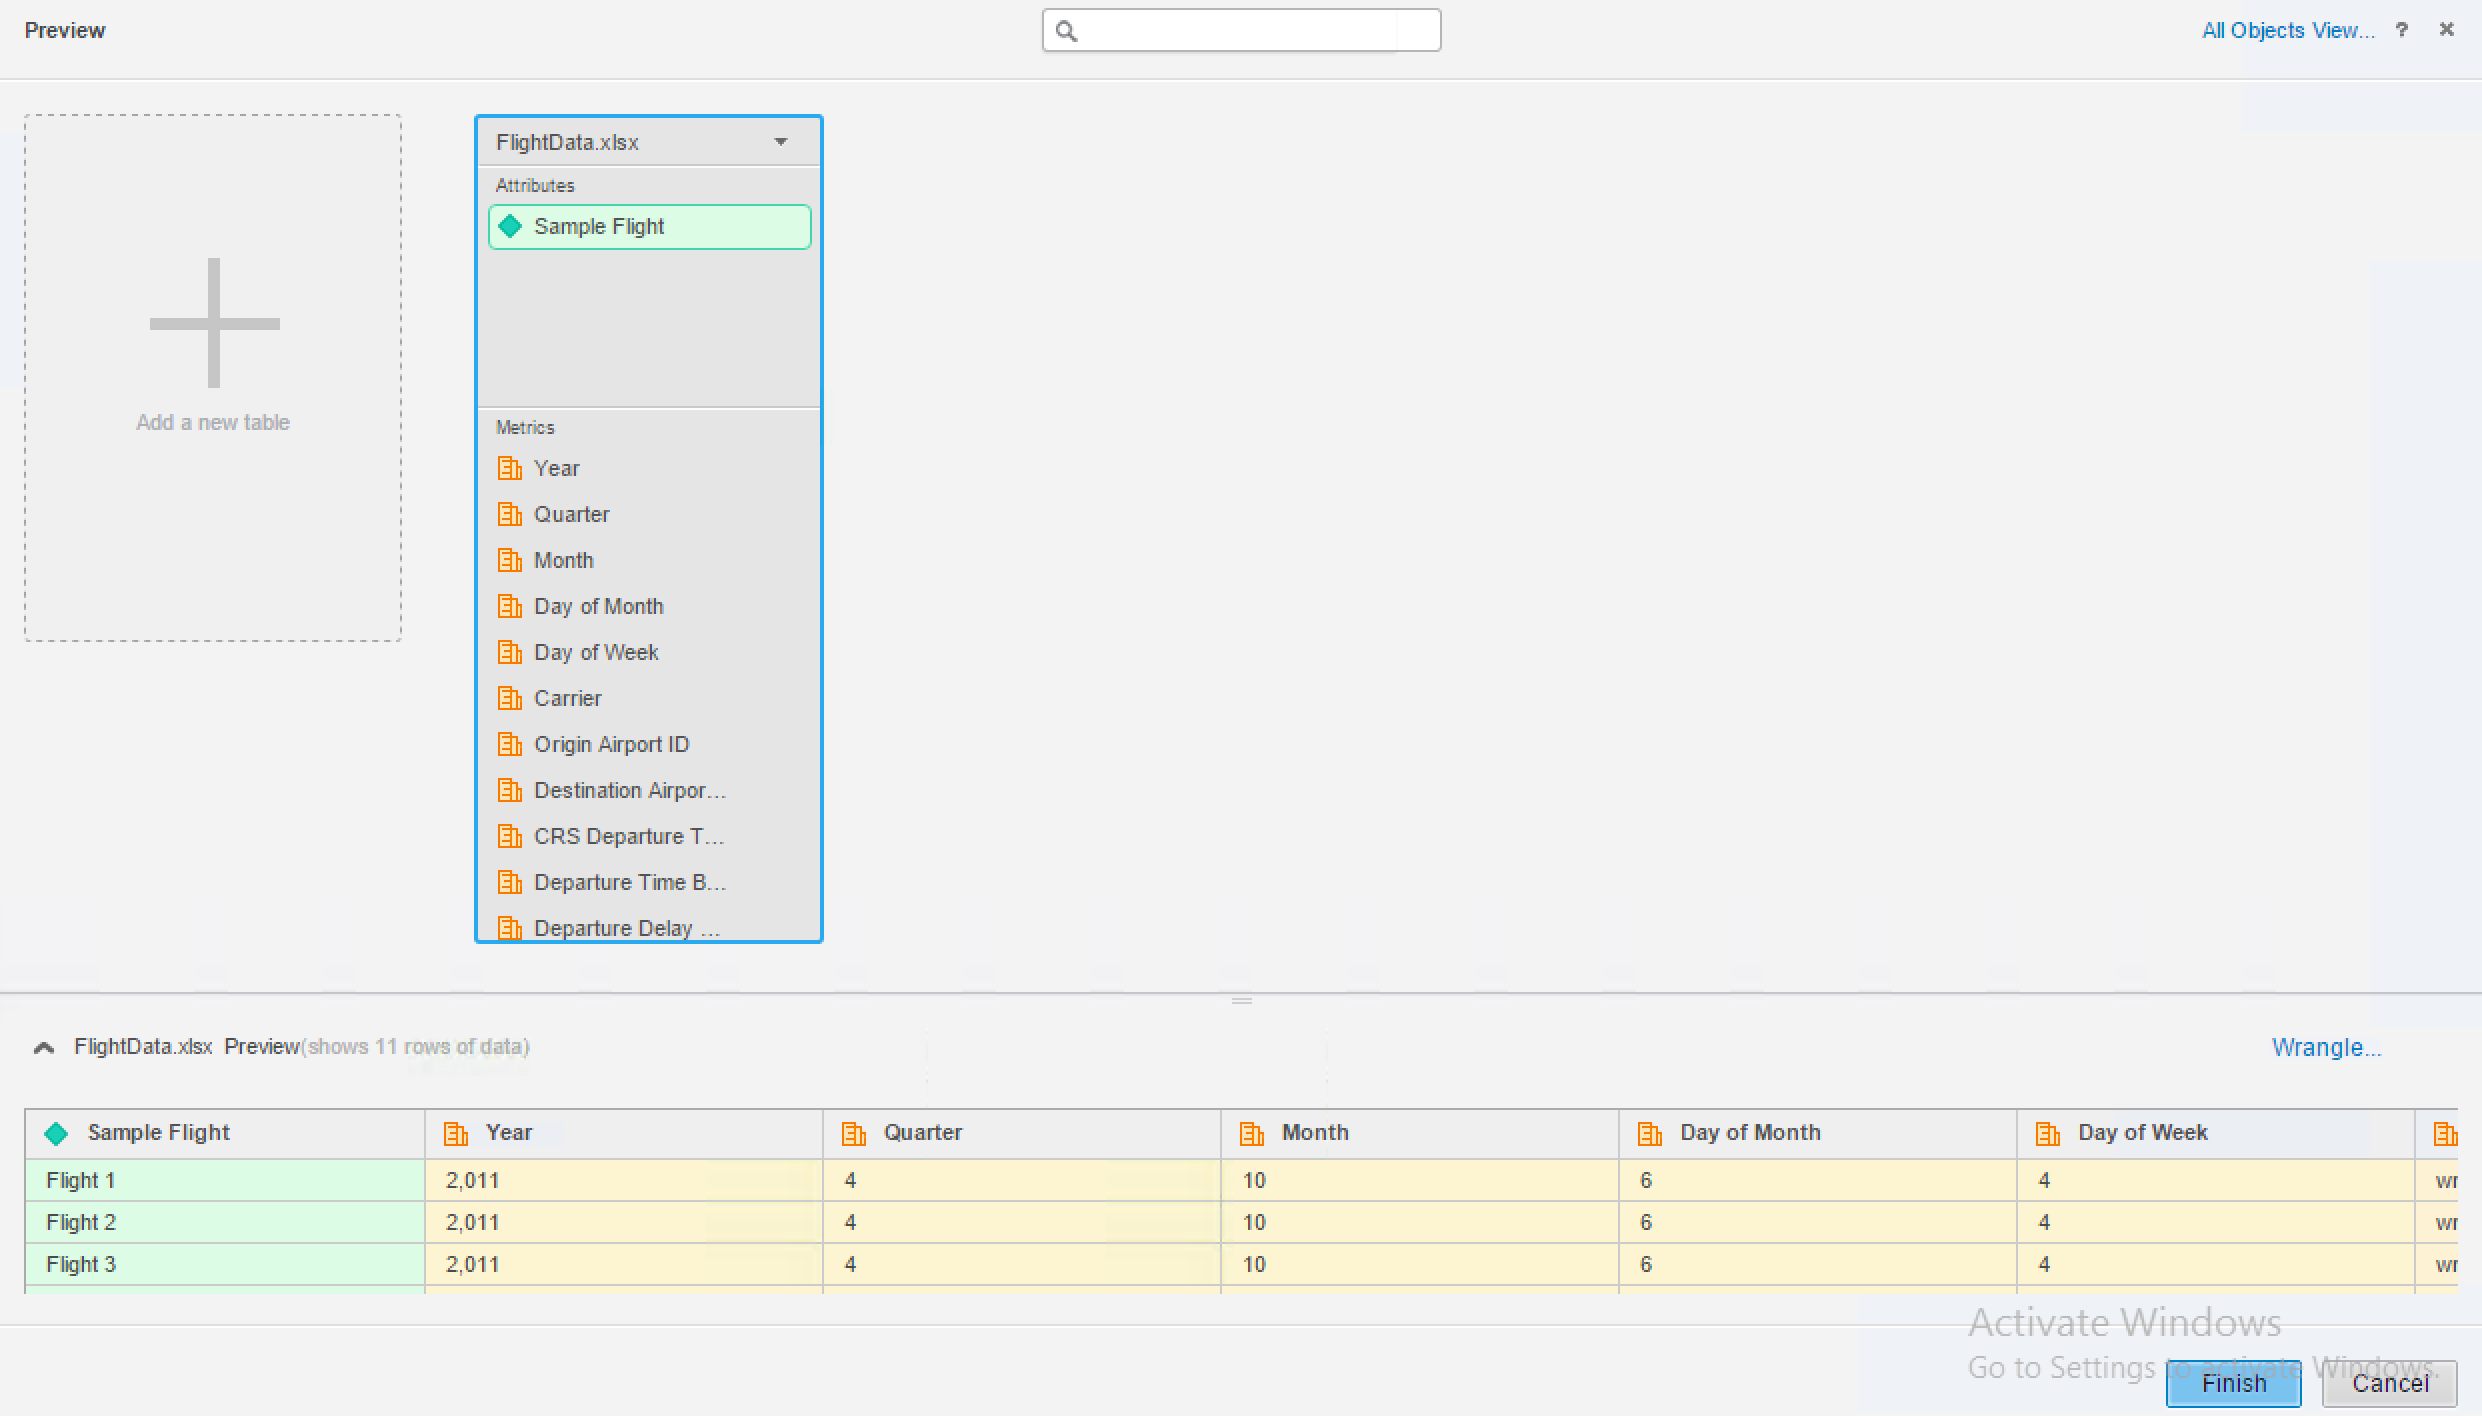 Preview
All Objects View...
?
FlightData.xlsx
Attributes
Sample Flight
Add a new table
Metrics
Year
Quarter
Month
Day of Month
Day of Week
Carrier
Origin Airport ID
Destination Airpor...
CRS Departure T...
Departure Time B...
Departure Delay ...
FlightData.xlsx Preview(shows 11 rows of data)
Wrangle...
Sample Flight Year Quarter Month Day of Month Day of Week
Flight 1 2,011 4 10 6 4
Flight 2 2,011 4 10 6 4
Flight 3 2,011 4 10 6 4
Activate Windows
Go to Settings to activate Windows.
Finish Cancel